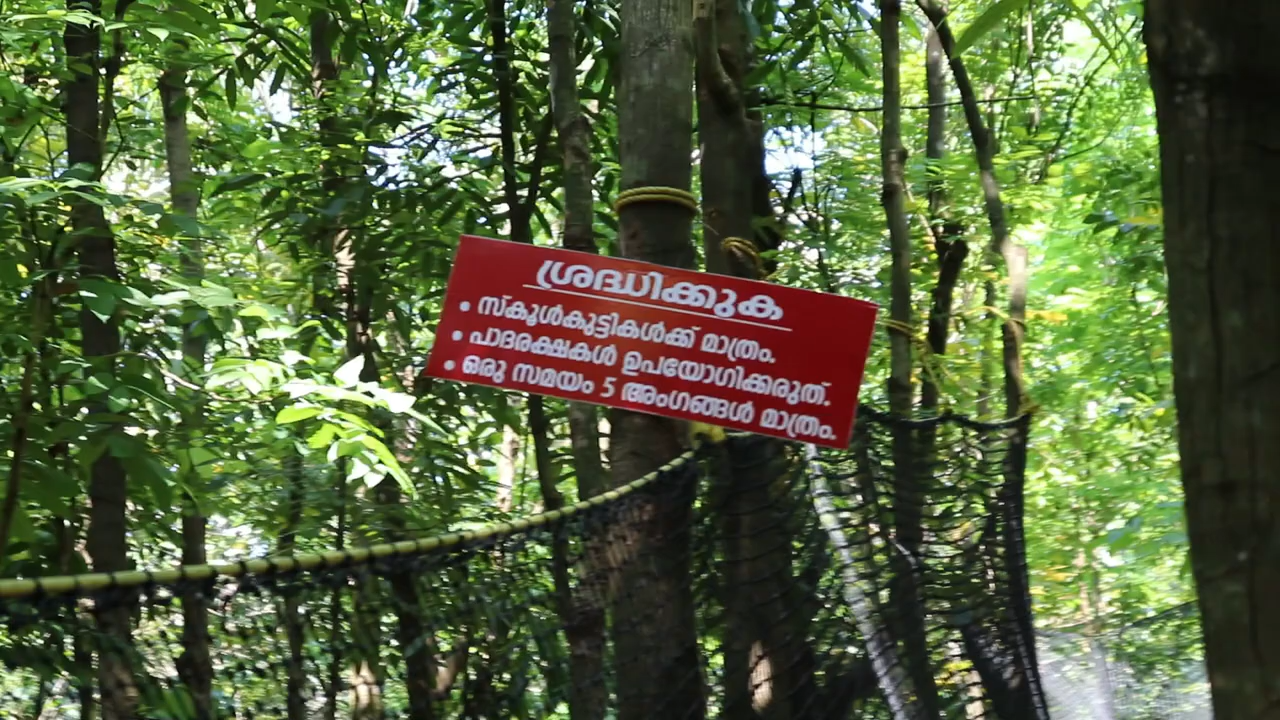 ശ്രദ്ധിക്കുക
• സ്കൂൾകുട്ടികൾക്ക് മാത്രം.
• പാദരക്ഷകൾ ഉപയോഗിക്കരുത്.
• ഒരു സമയം 5 അംഗങ്ങൾ മാത്രം.